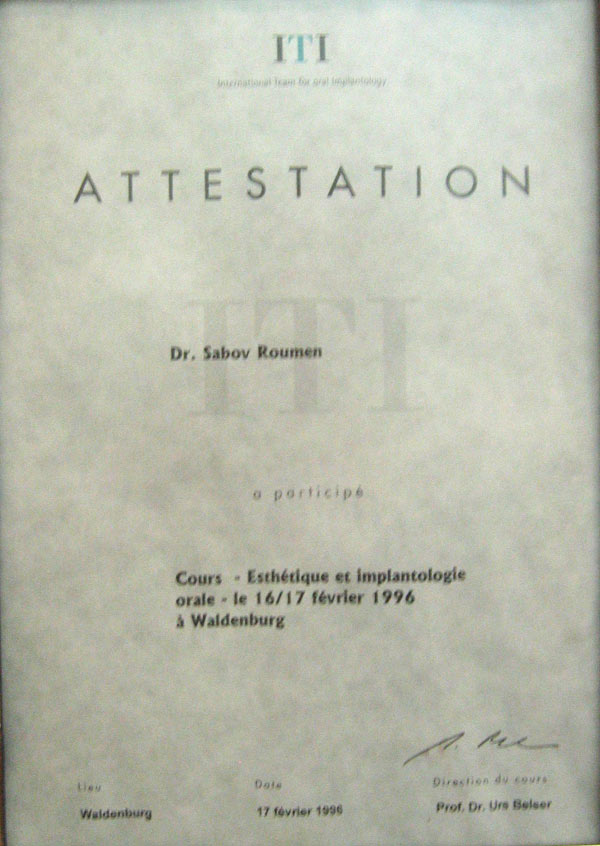 ITI
International Team for oral Implantology
ATTESTATION
ITI
Dr. Sabov Roumen
a participé
Cours - Esthétique et implantologie
orale - le 16/17 février 1996
à Waldenburg
Lieu Date Direction du cours
Waldenburg 17 février 1996 Prof. Dr. Urs Belser